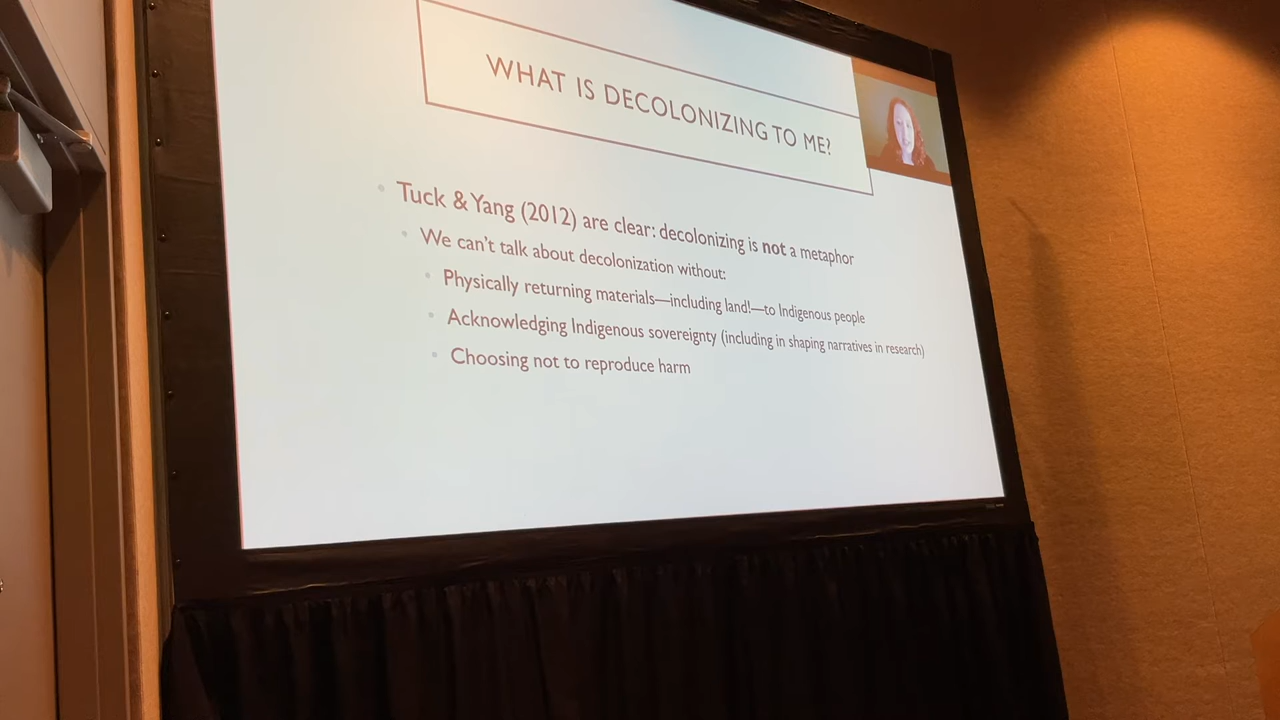 WHAT IS DECOLONIZING TO ME?
Tuck & Yang (2012) are clear: decolonizing is not a metaphor
We can't talk about decolonization without:
Physically returning materials—including land!—to Indigenous people
Acknowledging Indigenous sovereignty (including in shaping narratives in research)
Choosing not to reproduce harm